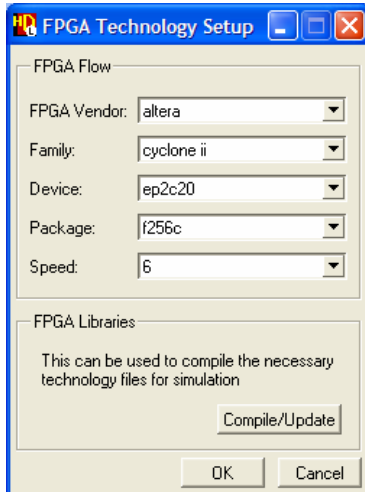 FPGA Technology Setup
FPGA Flow
FPGA Vendor: altera
Family: cyclone ii
Device: ep2c20
Package: f256c
Speed: 6
FPGA Libraries
This can be used to compile the necessary
technology files for simulation
Compile/Update
OK Cancel